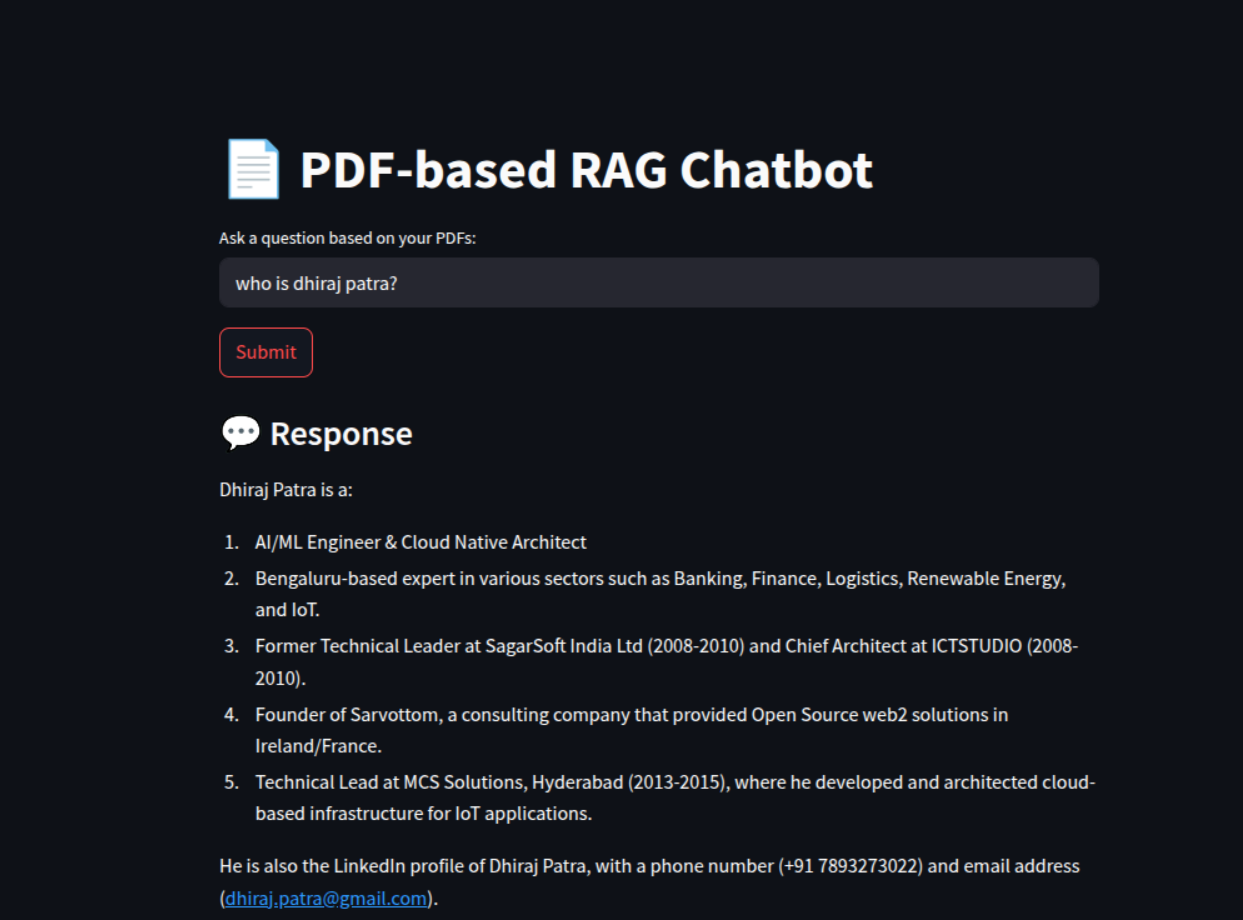 📄 PDF-based RAG Chatbot
Ask a question based on your PDFs:
who is dhiraj patra?
Submit
💬 Response
Dhiraj Patra is a:
1. AI/ML Engineer & Cloud Native Architect
2. Bengaluru-based expert in various sectors such as Banking, Finance, Logistics, Renewable Energy,
and IoT.
3. Former Technical Leader at SagarSoft India Ltd (2008-2010) and Chief Architect at ICTSTUDIO (2008-
2010).
4. Founder of Sarvottom, a consulting company that provided Open Source web2 solutions in
Ireland/France.
5. Technical Lead at MCS Solutions, Hyderabad (2013-2015), where he developed and architected cloud-
based infrastructure for IoT applications.
He is also the LinkedIn profile of Dhiraj Patra, with a phone number (+91 7893273022) and email address
(dhiraj.patra@gmail.com).